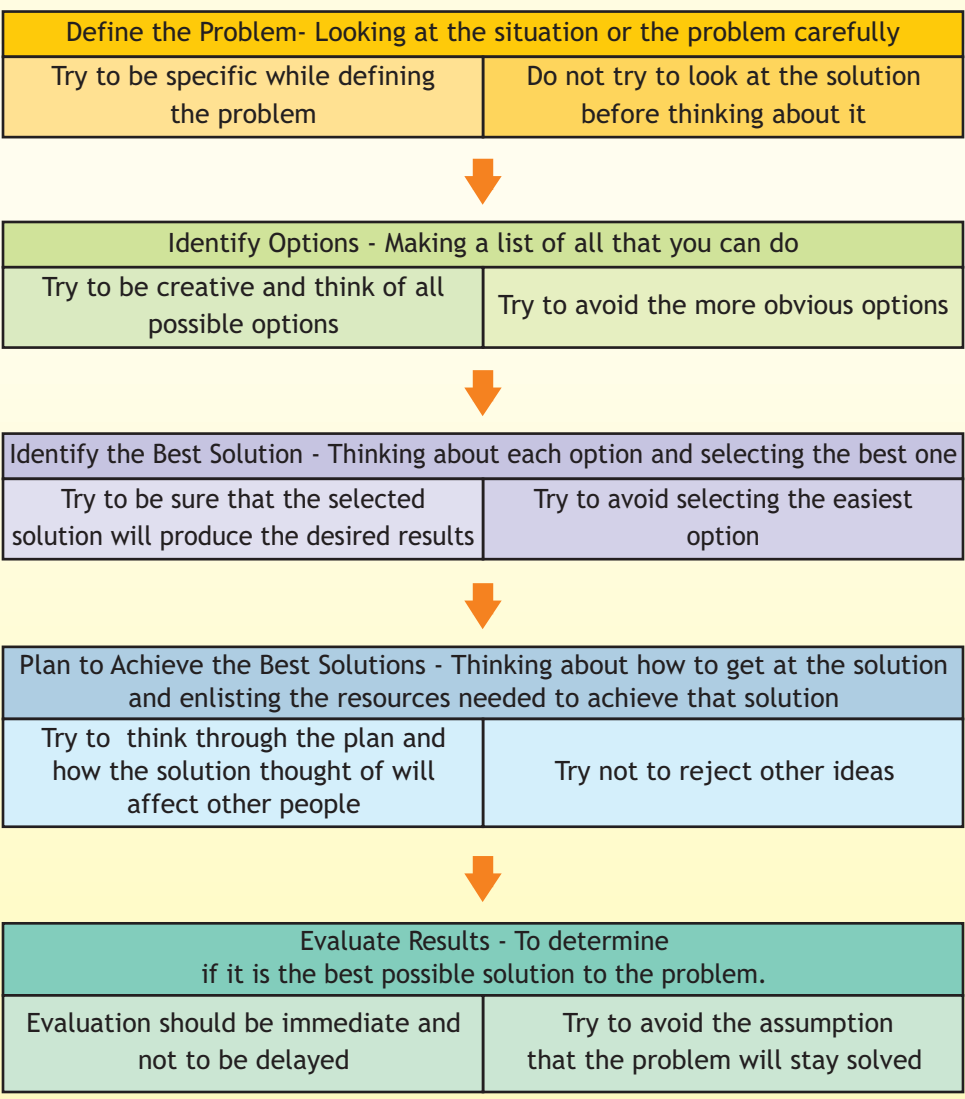 Define the Problem- Looking at the situation or the problem carefully
Try to be specific while defining
the problem
Do not try to look at the solution
before thinking about it
Identify Options - Making a list of all that you can do
Try to be creative and think of all
possible options
Try to avoid the more obvious options
Identify the Best Solution - Thinking about each option and selecting the best one
Try to be sure that the selected
solution will produce the desired results
Try to avoid selecting the easiest
option
Plan to Achieve the Best Solutions - Thinking about how to get at the solution
and enlisting the resources needed to achieve that solution
Try to think through the plan and
how the solution thought of will
affect other people
Try not to reject other ideas
Evaluate Results - To determine
if it is the best possible solution to the problem.
Evaluation should be immediate and
not to be delayed
Try to avoid the assumption
that the problem will stay solved